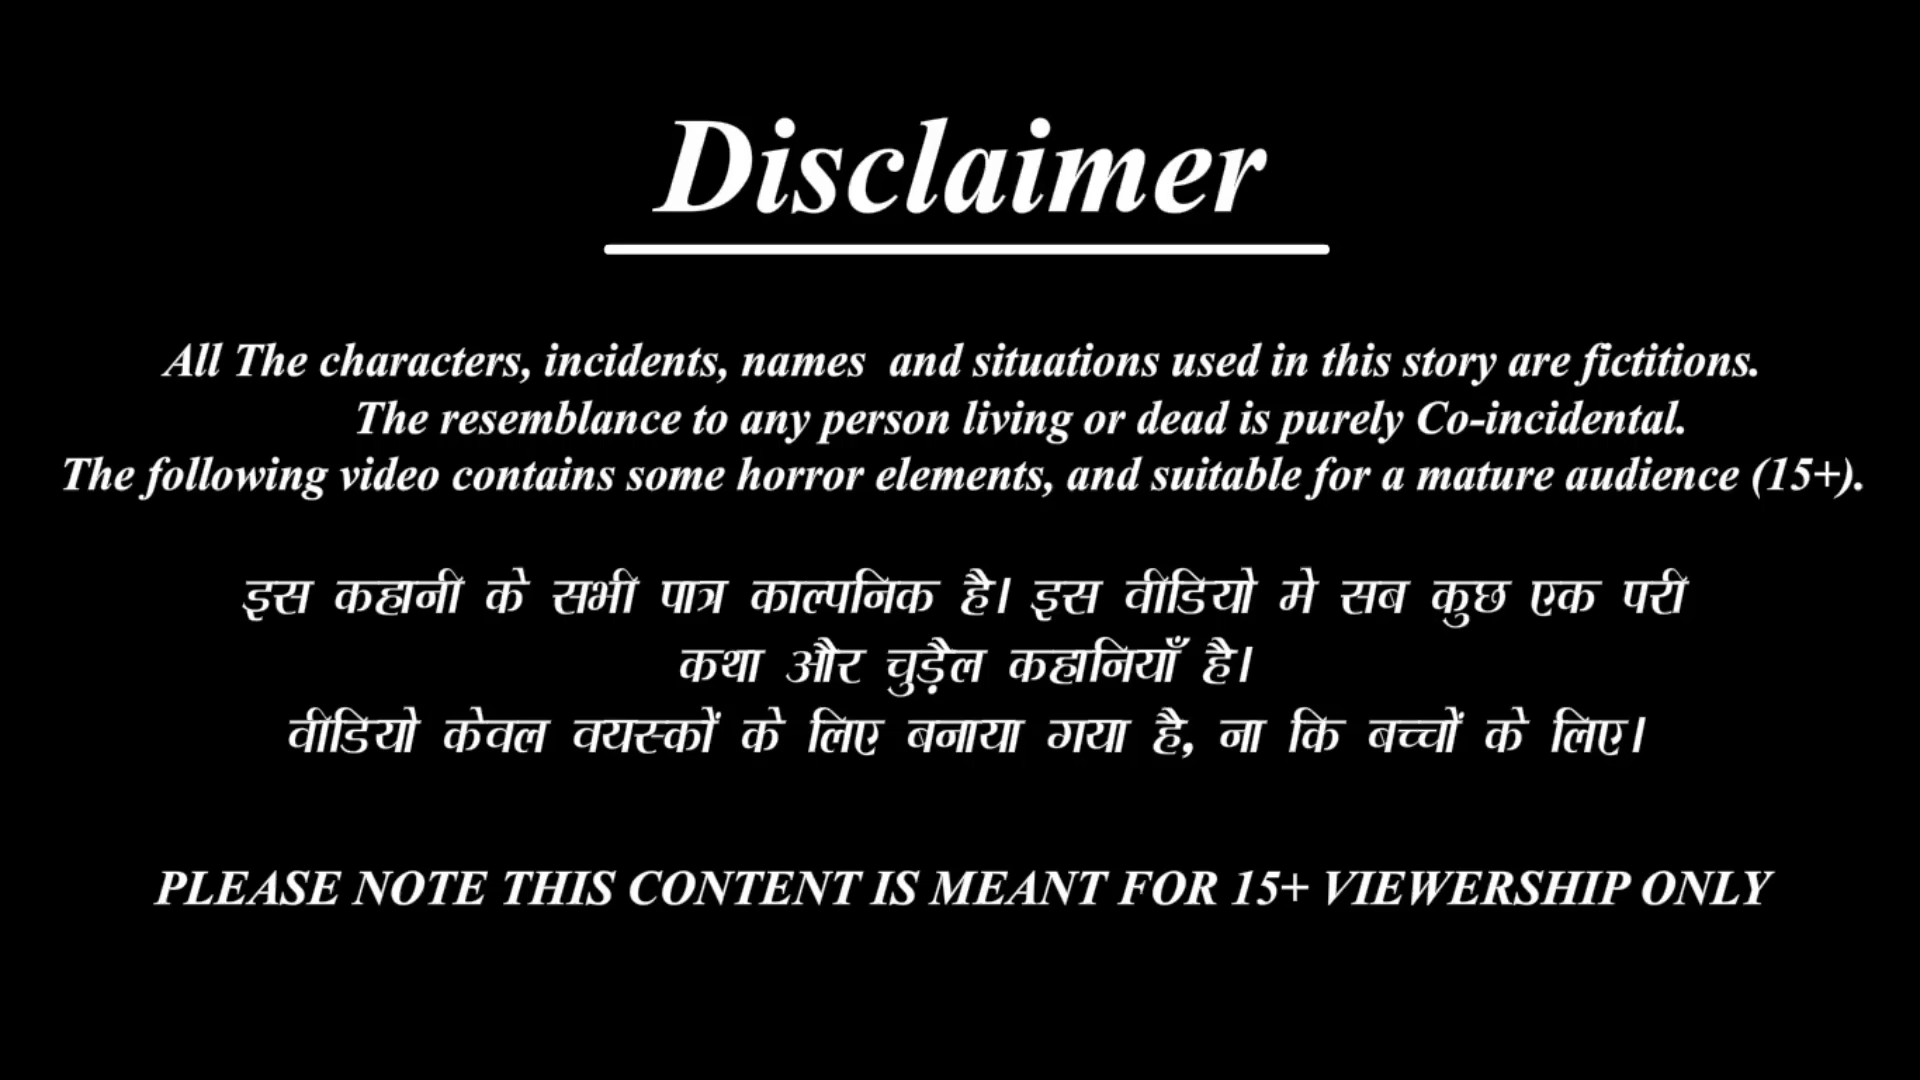 Disclaimer
All The characters, incidents, names and situations used in this story are fictitions.
The resemblance to any person living or dead is purely Co-incidental.
The following video contains some horror elements, and suitable for a mature audience (15+).
इस कहानी के सभी पात्र काल्पनिक है। इस वीडियो मे सब कुछ एक परी
कथा और चुड़ैल कहानियाँ है।
वीडियो केवल वयस्कों के लिए बनाया गया है, ना कि बच्चों के लिए।
PLEASE NOTE THIS CONTENT IS MEANT FOR 15+ VIEWERSHIP ONLY